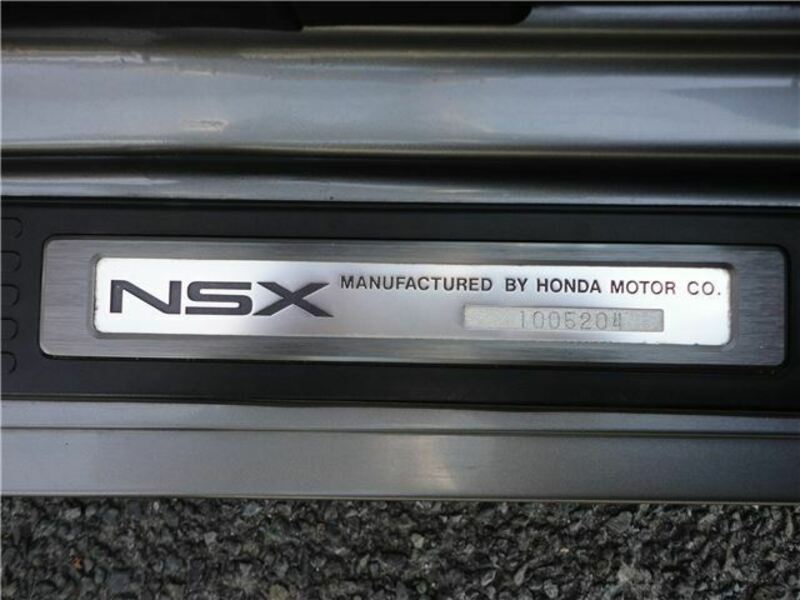 NSX MANUFACTURED BY HONDA MOTOR CO.
1005204